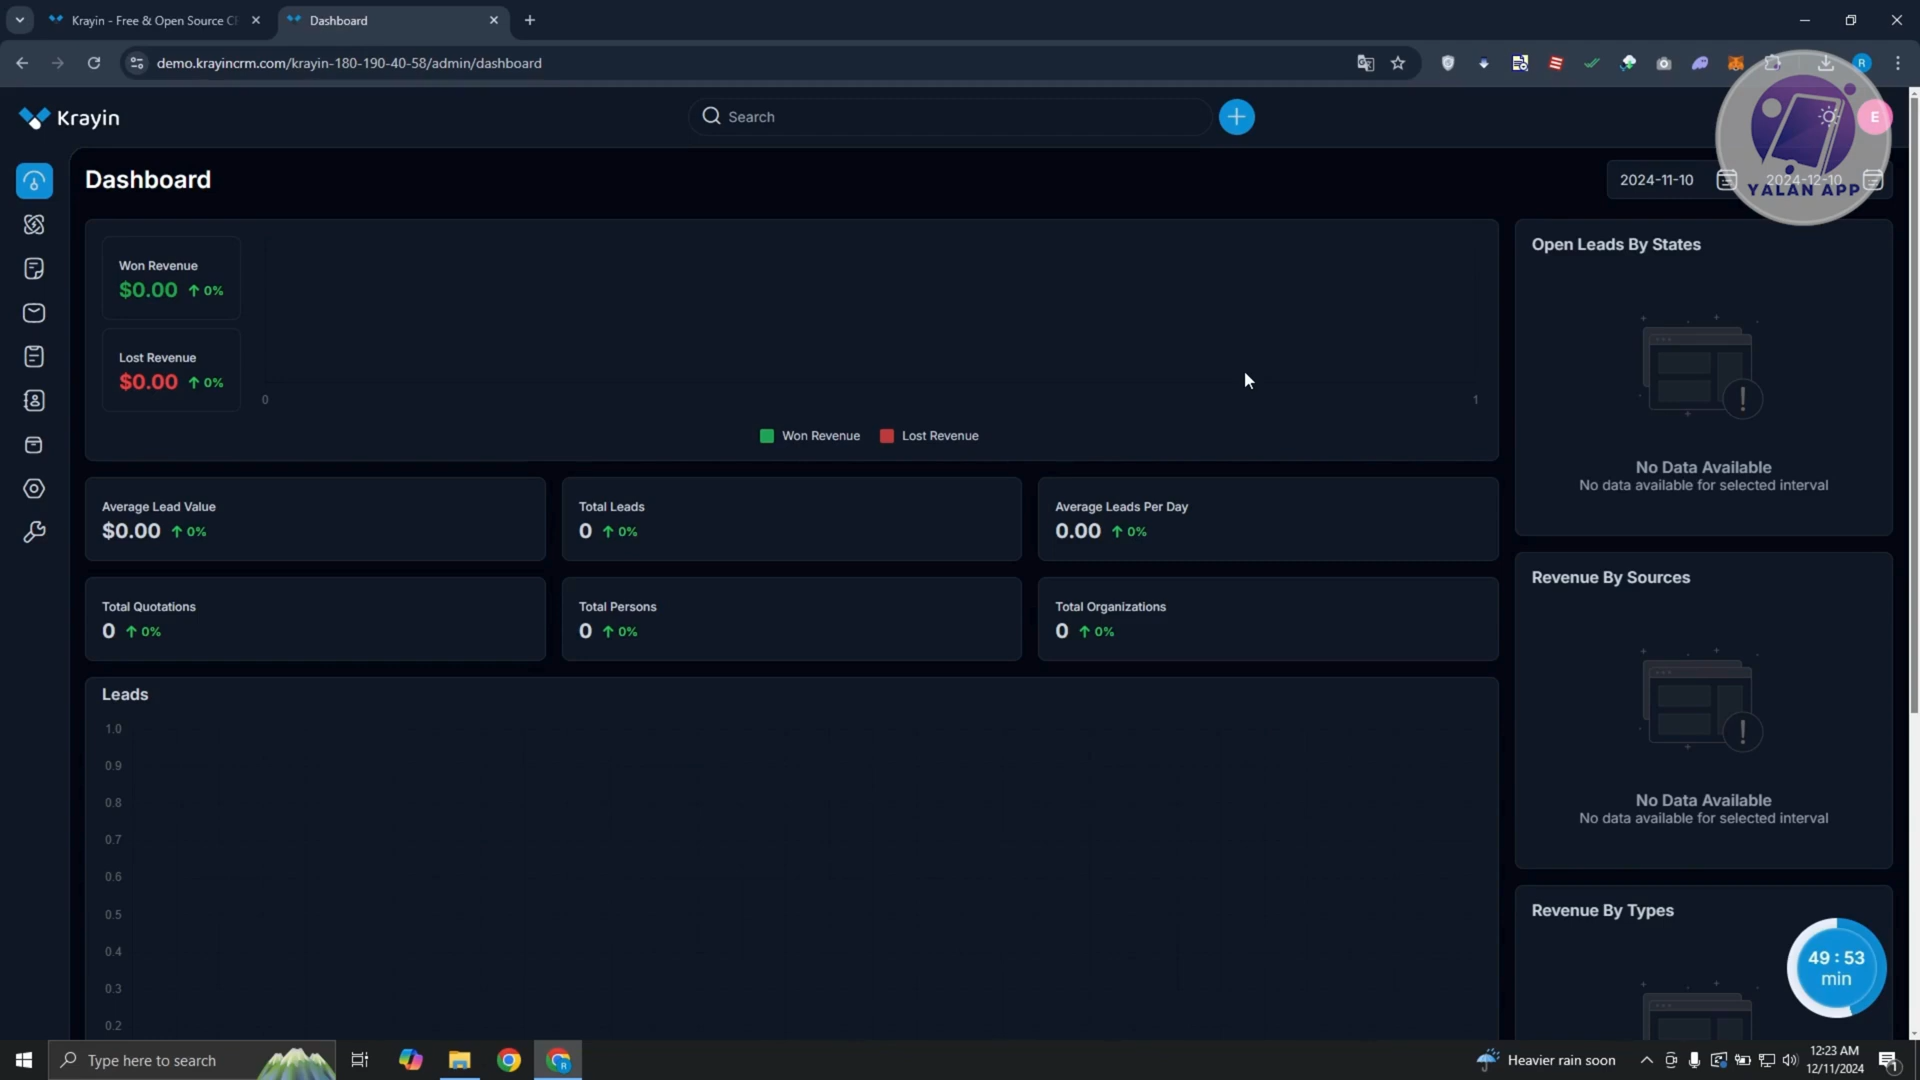 Krayin - Free & Open Source C
Dashboard
demo.krayincrm.com/krayin-180-190-40-58/admin/dashboard
R
Krayin
Search
E
YALAN APP
Dashboard
2024-11-10
2024-12-10
Won Revenue
$0.00 ↑ 0%
Lost Revenue
$0.00 ↑ 0%
0
1
Won Revenue
Lost Revenue
Open Leads By States
No Data Available
No data available for selected interval
Average Lead Value
$0.00 ↑ 0%
Total Leads
0 ↑ 0%
Average Leads Per Day
0.00 ↑ 0%
Total Quotations
0 ↑ 0%
Total Persons
0 ↑ 0%
Total Organizations
0 ↑ 0%
Revenue By Sources
No Data Available
No data available for selected interval
Leads
1.0
0.9
0.8
0.7
0.6
0.5
0.4
0.3
0.2
Revenue By Types
49 : 53
min
Type here to search
R
Heavier rain soon
12:23 AM
12/11/2024
1